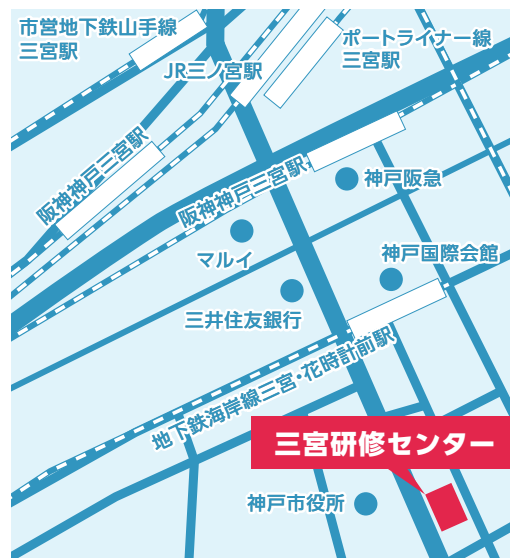 市営地下鉄山手線
三宮駅
ポートライナー線
三宮駅
JR三ノ宮駅
阪神神戸三宮駅
阪神神戸三宮駅
神戸阪急
マルイ
神戸国際会館
三井住友銀行
地下鉄海岸線三宮・花時計前駅
三宮研修センター
神戸市役所